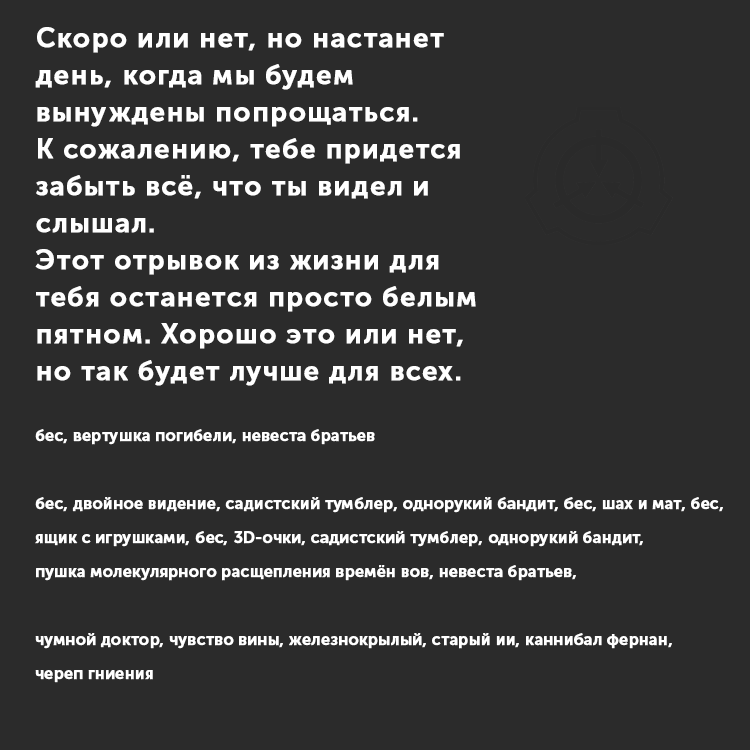 Скоро или нет, но настанет
день, когда мы будем
вынуждены попрощаться.
К сожалению, тебе придется
забыть всё, что ты видел и
слышал.
Этот отрывок из жизни для
тебя останется просто белым
пятном. Хорошо это или нет,
но так будет лучше для всех.
бес, вертушка погибели, невеста братьев
бес, двойное видение, садистский тумблер, однорукий бандит, бес, шах и мат, бес,
ящик с игрушками, бес, 3D-очки, садистский тумблер, однорукий бандит,
пушка молекулярного расщепления времён вов, невеста братьев,
чумной доктор, чувство вины, железнокрылый, старый ии, каннибал фернан,
череп гниения